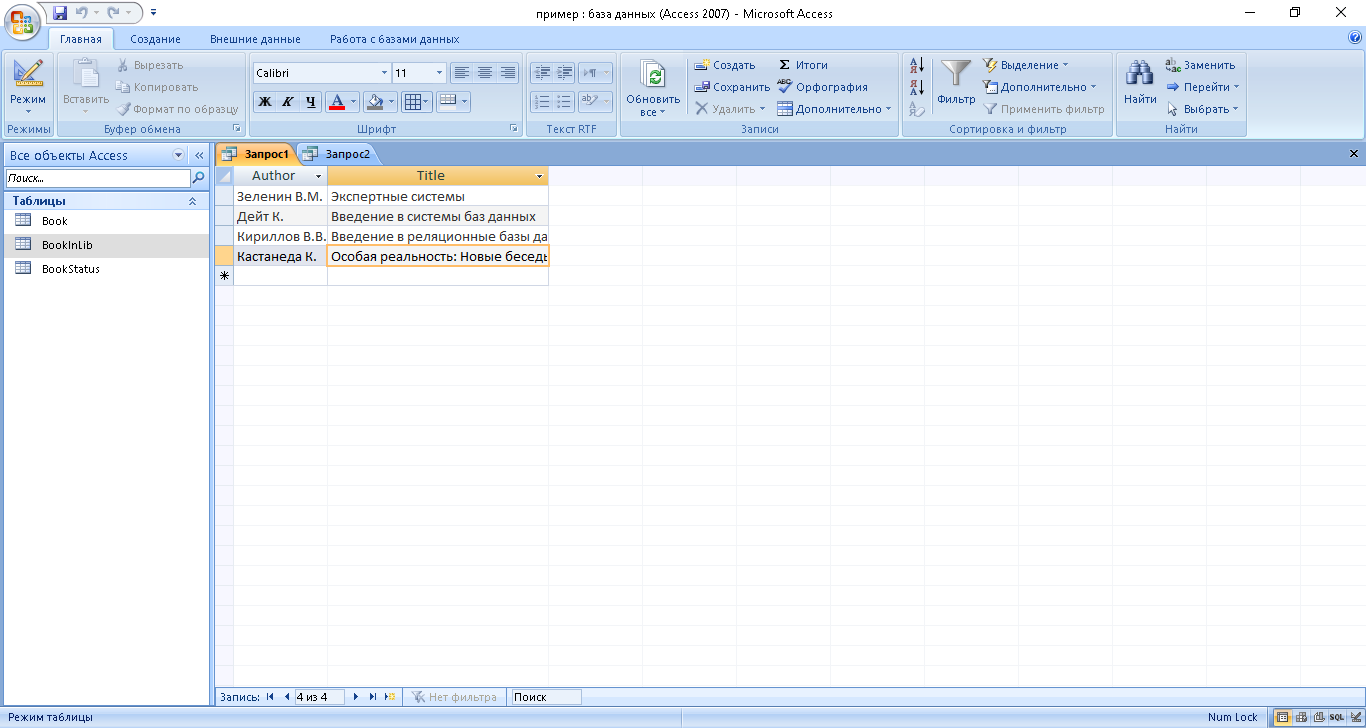 пример : база данных (Access 2007) - Microsoft Access
Главная Создание Внешние данные Работа с базами данных
Режим
Режимы
Вставить
Вырезать
Копировать
Формат по образцу
Буфер обмена
Calibri 11
Ж К Ч А
Шрифт
Текст RTF
Обновить все
Создать
Сохранить
Удалить
Итоги
Орфография
Дополнительно
Записи
Фильтр
Выделение
Дополнительно
Применить фильтр
Сортировка и фильтр
Найти
Заменить
Перейти
Выбрать
Найти
Все объекты Access
Поиск...
Таблицы
Book
BookInLib
BookStatus
Запрос1 Запрос2
Author Title
Зеленин В.М. Экспертные системы
Дейт К. Введение в системы баз данных
Кириллов В.В. Введение в реляционные базы да
Кастанеда К. Особая реальность: Новые беседь
Запись: 4 из 4 Нет фильтра Поиск
Режим таблицы Num Lock SQL